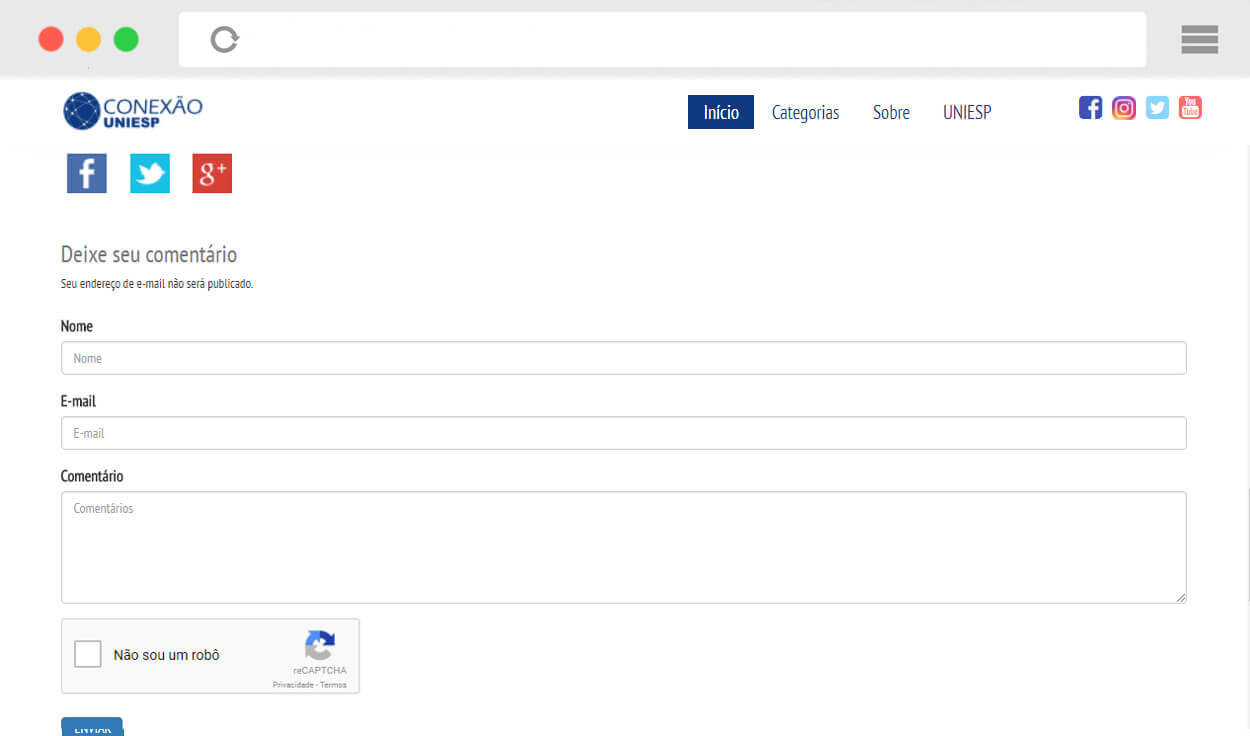 CONEXÃO
UNIESP
Início Categorias Sobre UNIESP
You
Tube
f g+
Deixe seu comentário
Seu endereço de e-mail não será publicado.
Nome
Nome
E-mail
E-mail
Comentário
Comentários
Não sou um robô
reCAPTCHA
Privacidade - Termos
ENVIAR